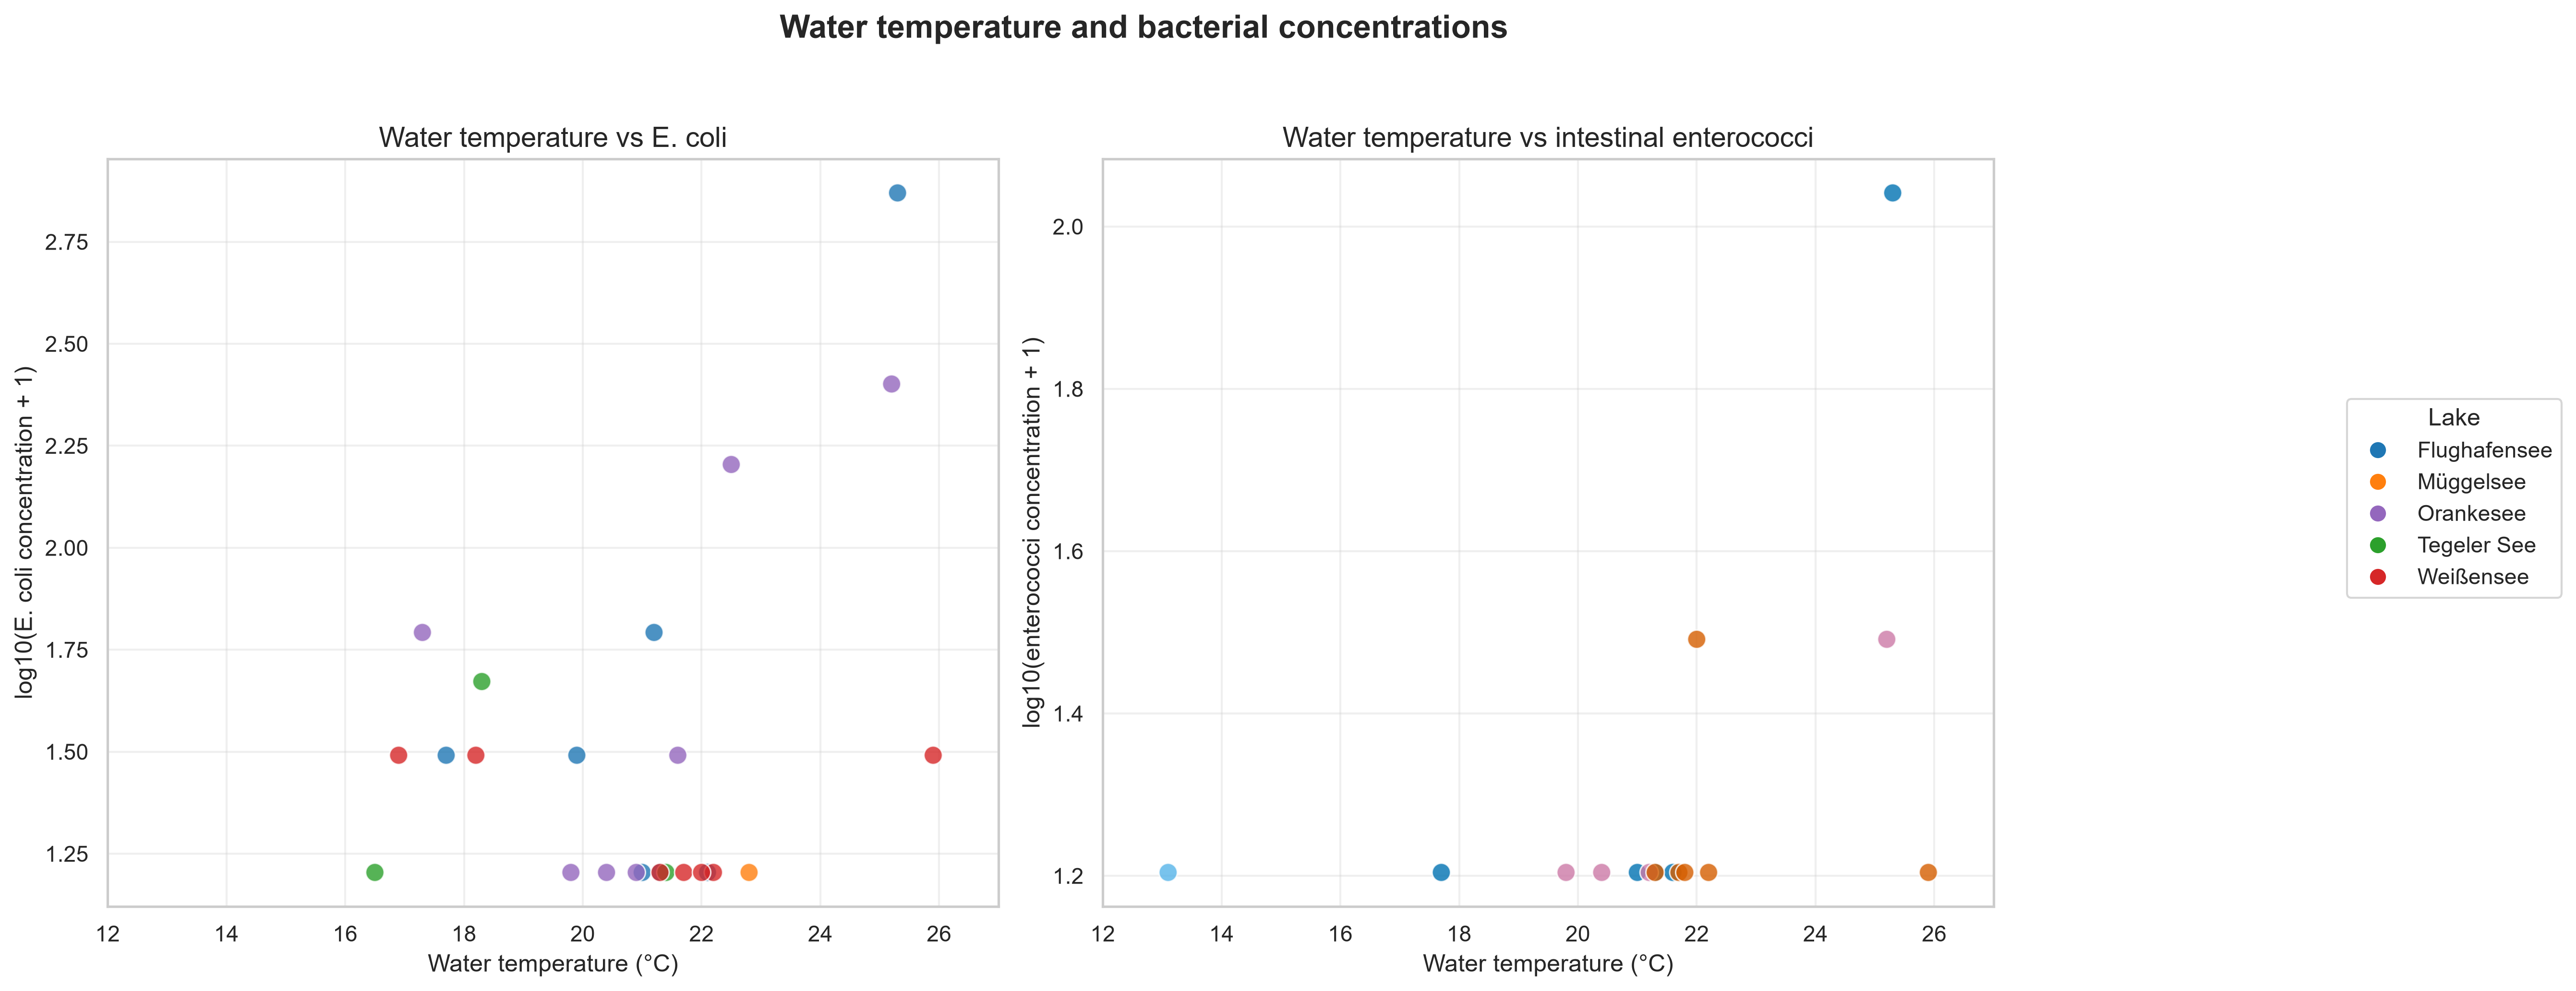 Water temperature and bacterial concentrations
Water temperature vs E. coli
log10(E. coli concentration + 1)
2.75
2.50
2.25
2.00
1.75
1.50
1.25
12
14
16
18
20
22
24
26
Water temperature (°C)
Water temperature vs intestinal enterococci
log10(enterococci concentration + 1)
2.0
1.8
1.6
1.4
1.2
12
14
16
18
20
22
24
26
Water temperature (°C)
Lake
Flughafensee
Müggelsee
Orankesee
Tegeler See
Weißensee